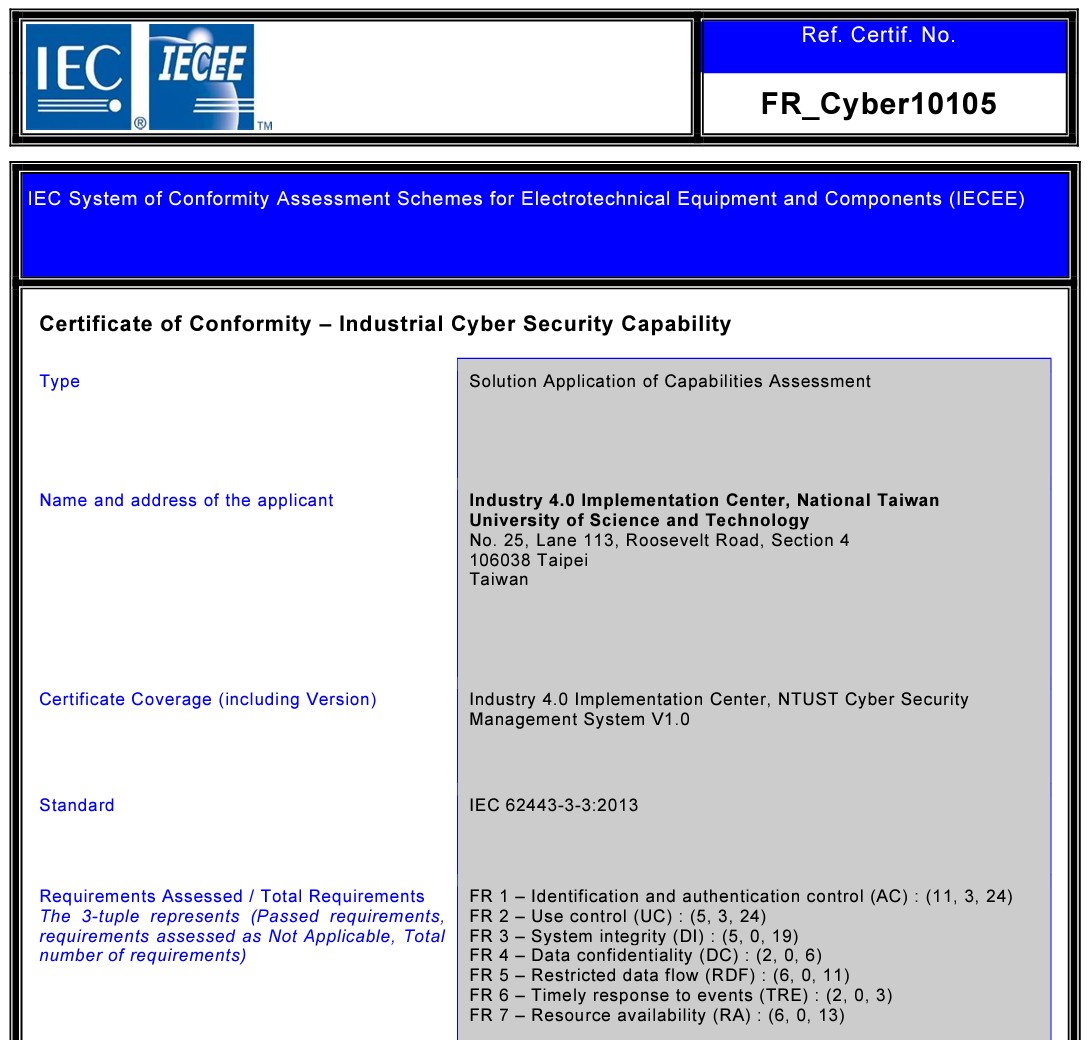 IEC
IECEE
®
TM
Ref. Certif. No.
FR_Cyber10105
IEC System of Conformity Assessment Schemes for Electrotechnical Equipment and Components (IECEE)
Certificate of Conformity – Industrial Cyber Security Capability
Type
Solution Application of Capabilities Assessment
Name and address of the applicant
Industry 4.0 Implementation Center, National Taiwan
University of Science and Technology
No. 25, Lane 113, Roosevelt Road, Section 4
106038 Taipei
Taiwan
Certificate Coverage (including Version)
Industry 4.0 Implementation Center, NTUST Cyber Security
Management System V1.0
Standard
IEC 62443-3-3:2013
Requirements Assessed / Total Requirements
The 3-tuple represents (Passed requirements,
requirements assessed as Not Applicable, Total
number of requirements)
FR 1 – Identification and authentication control (AC) : (11, 3, 24)
FR 2 – Use control (UC) : (5, 3, 24)
FR 3 – System integrity (DI) : (5, 0, 19)
FR 4 – Data confidentiality (DC) : (2, 0, 6)
FR 5 – Restricted data flow (RDF) : (6, 0, 11)
FR 6 – Timely response to events (TRE) : (2, 0, 3)
FR 7 – Resource availability (RA) : (6, 0, 13)